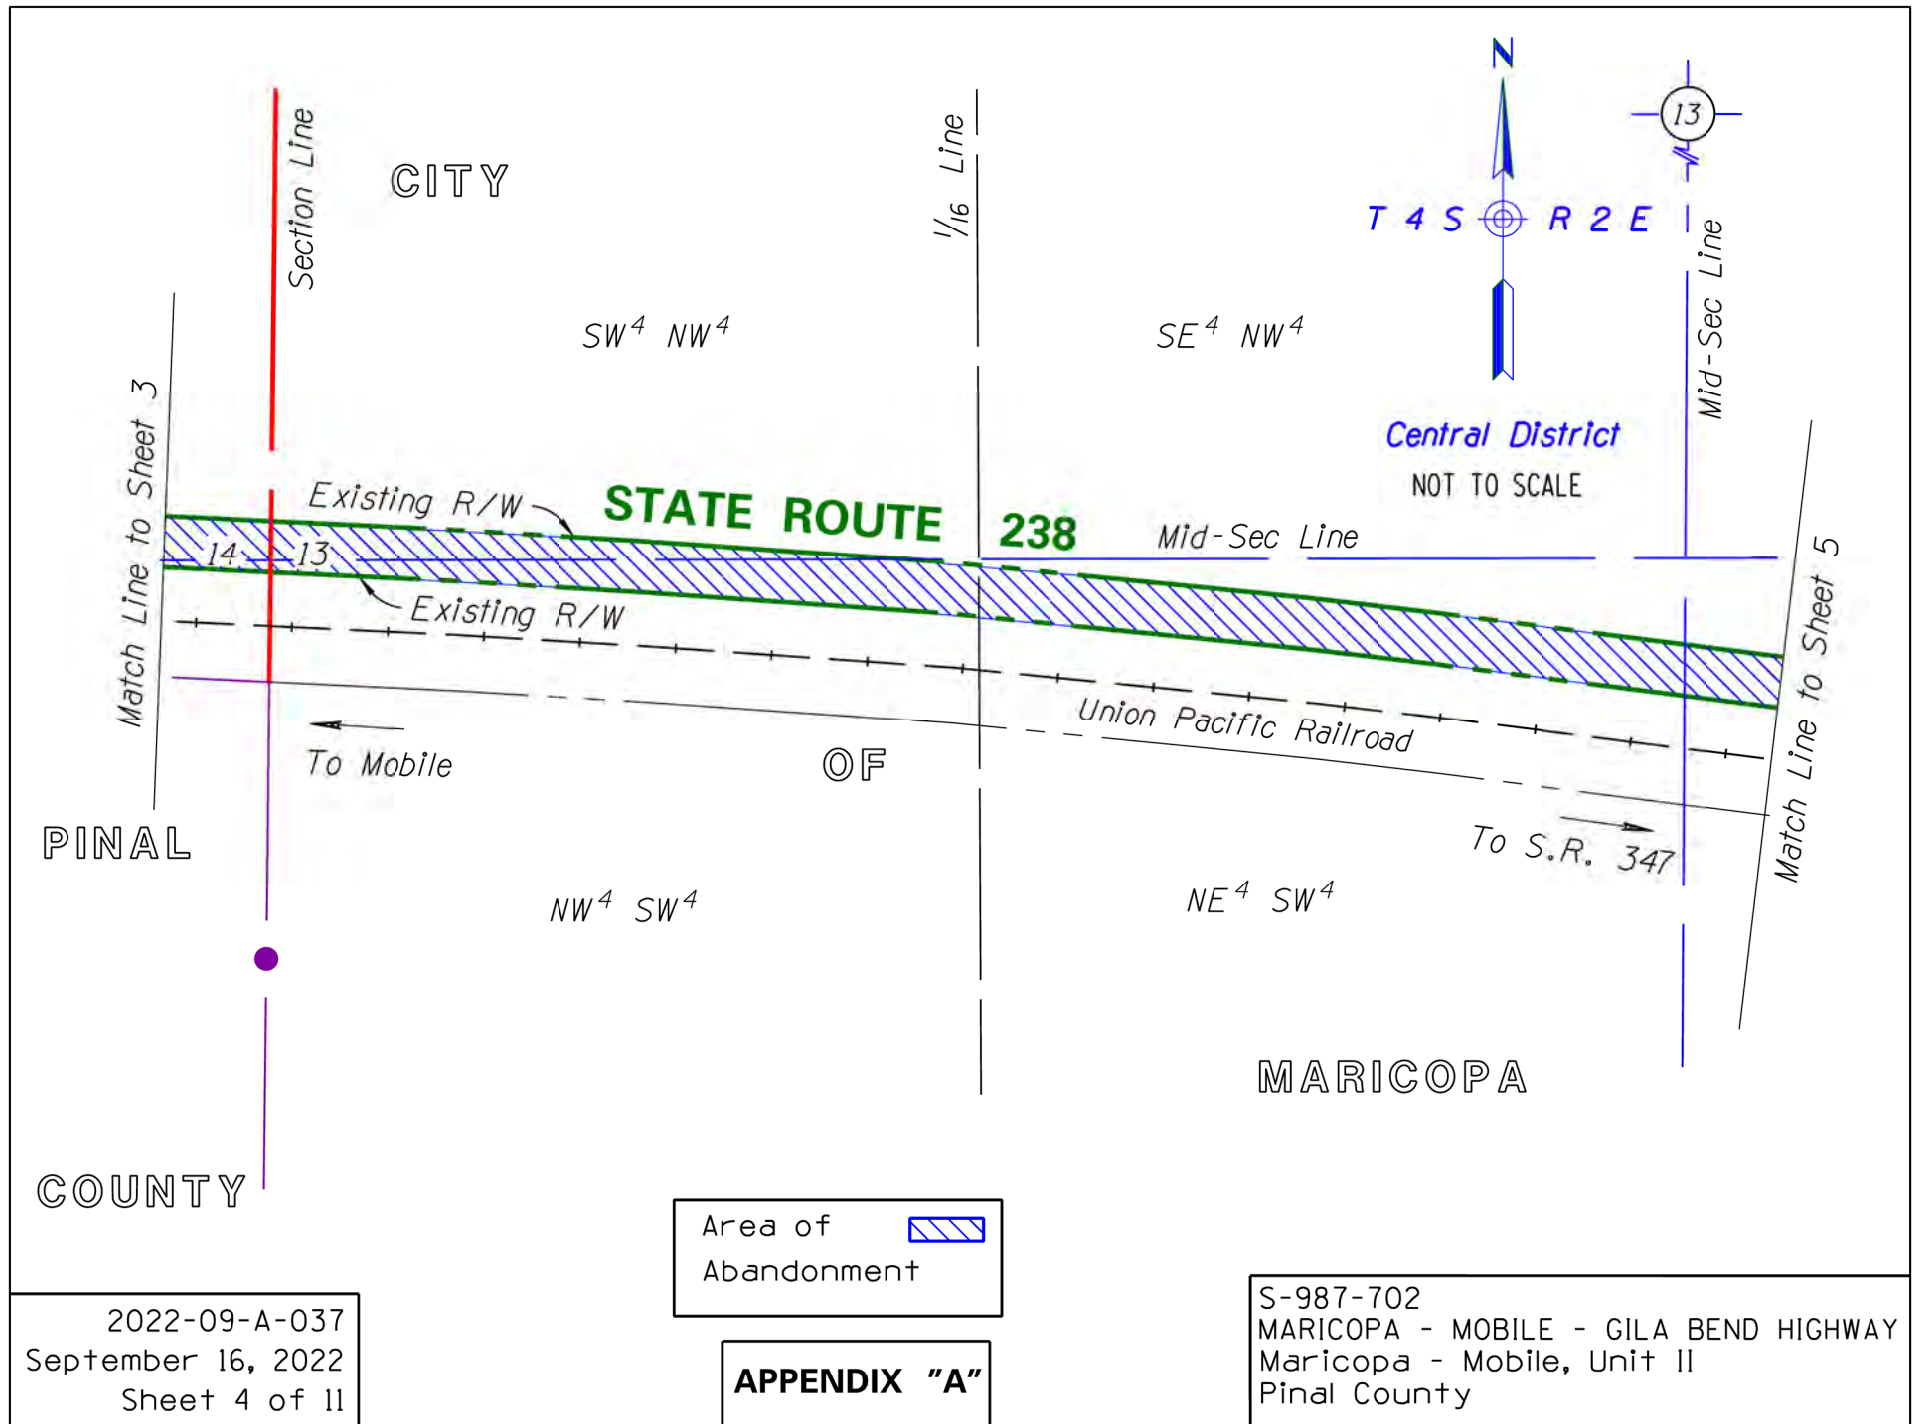 N
13
T 4 S R 2 E
Section Line
CITY
1/16 Line
Mid-Sec Line
SW4 NW4
SE4 NW4
Central District
NOT TO SCALE
Match Line to Sheet 3
Existing R/W
STATE ROUTE 238
Mid-Sec Line
14 13
Existing R/W
Match Line to Sheet 5
Union Pacific Railroad
To Mobile
OF
PINAL
To S.R. 347
NW4 SW4
NE4 SW4
MARICOPA
COUNTY
Area of
Abandonment
2022-09-A-037
September 16, 2022
Sheet 4 of 11
APPENDIX "A"
S-987-702
MARICOPA - MOBILE - GILA BEND HIGHWAY
Maricopa - Mobile, Unit II
Pinal County